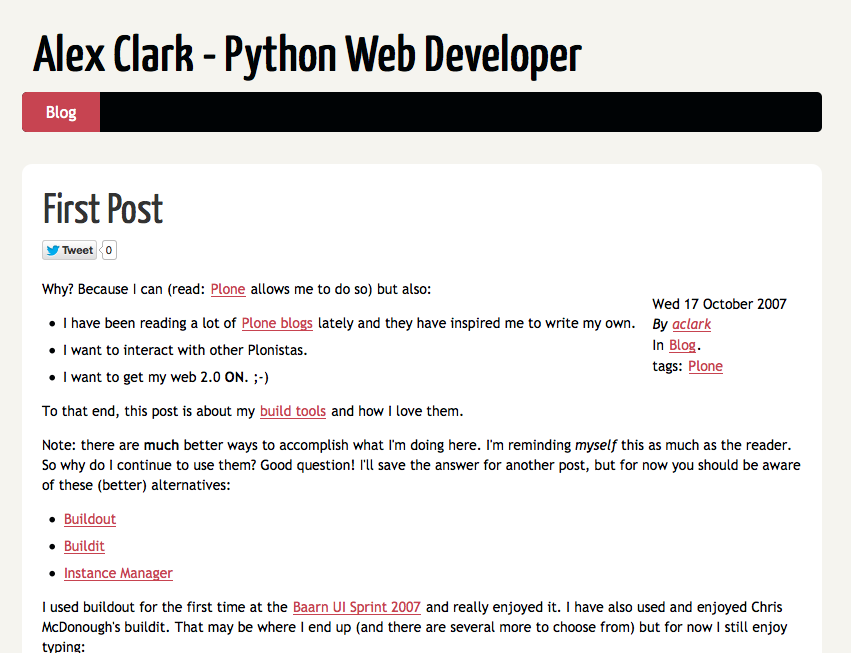 Alex Clark - Python Web Developer
Blog
First Post
Tweet 0
Why? Because I can (read: Plone allows me to do so) but also:
Wed 17 October 2007
By aclark
In Blog.
tags: Plone
• I have been reading a lot of Plone blogs lately and they have inspired me to write my own.
• I want to interact with other Plonistas.
• I want to get my web 2.0 ON. ;-)
To that end, this post is about my build tools and how I love them.
Note: there are much better ways to accomplish what I'm doing here. I'm reminding myself this as much as the reader.
So why do I continue to use them? Good question! I'll save the answer for another post, but for now you should be aware
of these (better) alternatives:
• Buildout
• Buildit
• Instance Manager
I used buildout for the first time at the Baarn UI Sprint 2007 and really enjoyed it. I have also used and enjoyed Chris
McDonough's buildit. That may be where I end up (and there are several more to choose from) but for now I still enjoy
typing: